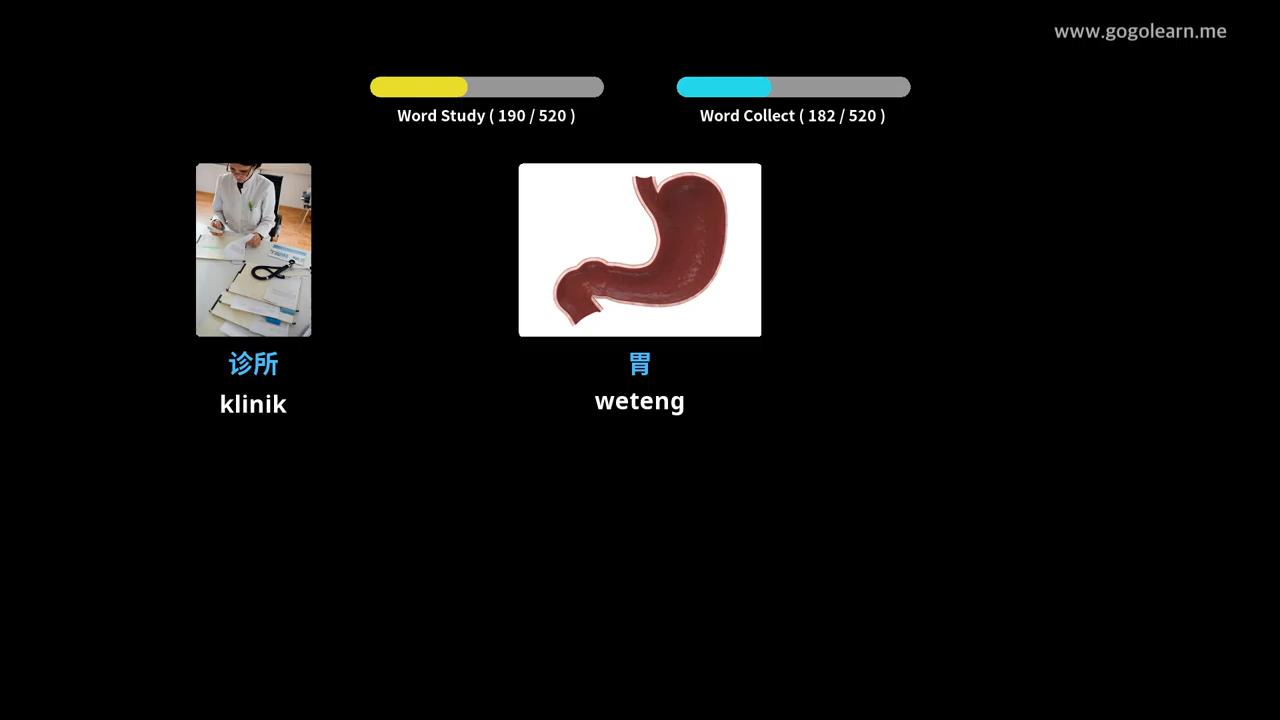 www.gogolearn.me
Word Study ( 190 / 520 )
Word Collect ( 182 / 520 )
诊所
klinik
胃
weteng